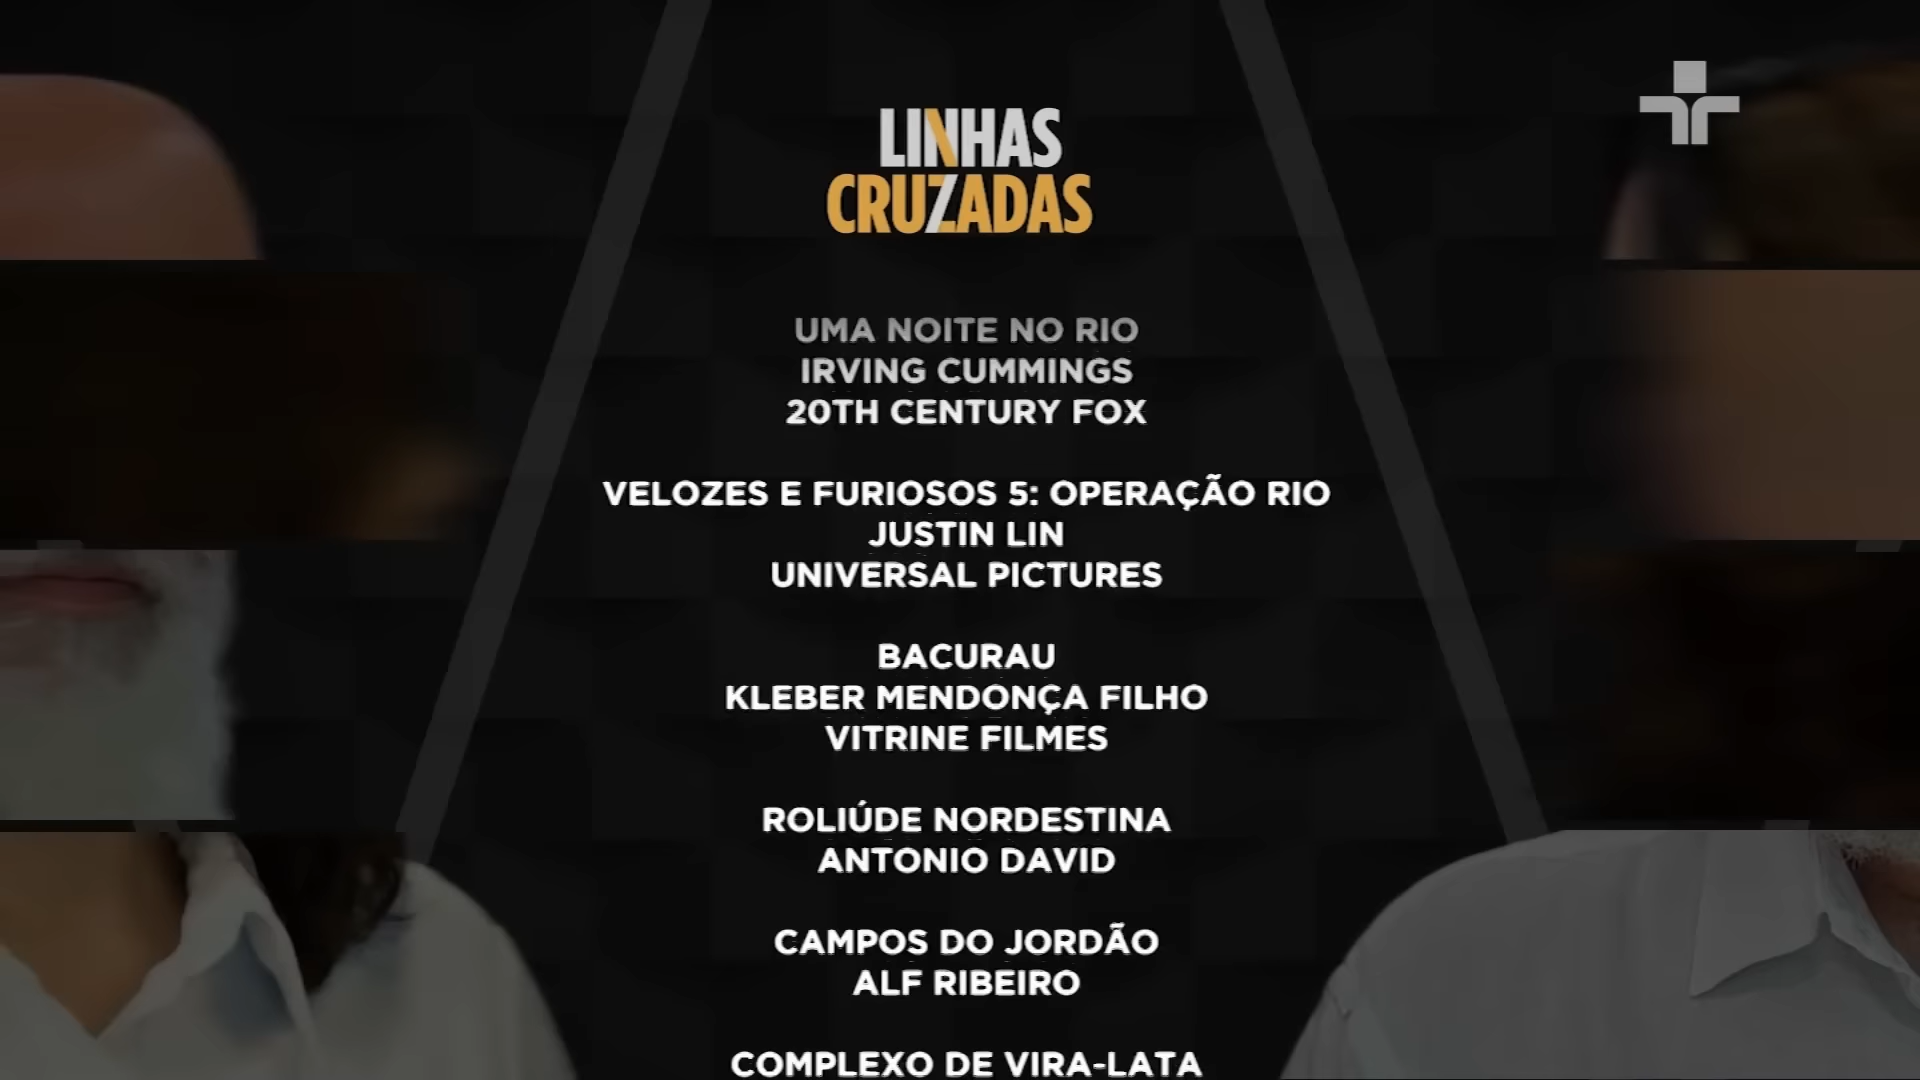 LINHAS
CRUZADAS
UMA NOITE NO RIO
IRVING CUMMINGS
20TH CENTURY FOX
VELOZES E FURIOSOS 5: OPERAÇÃO RIO
JUSTIN LIN
UNIVERSAL PICTURES
BACURAU
KLEBER MENDONÇA FILHO
VITRINE FILMES
ROLIÚDE NORDESTINA
ANTONIO DAVID
CAMPOS DO JORDÃO
ALF RIBEIRO
COMPLEXO DE VIRA-LATA